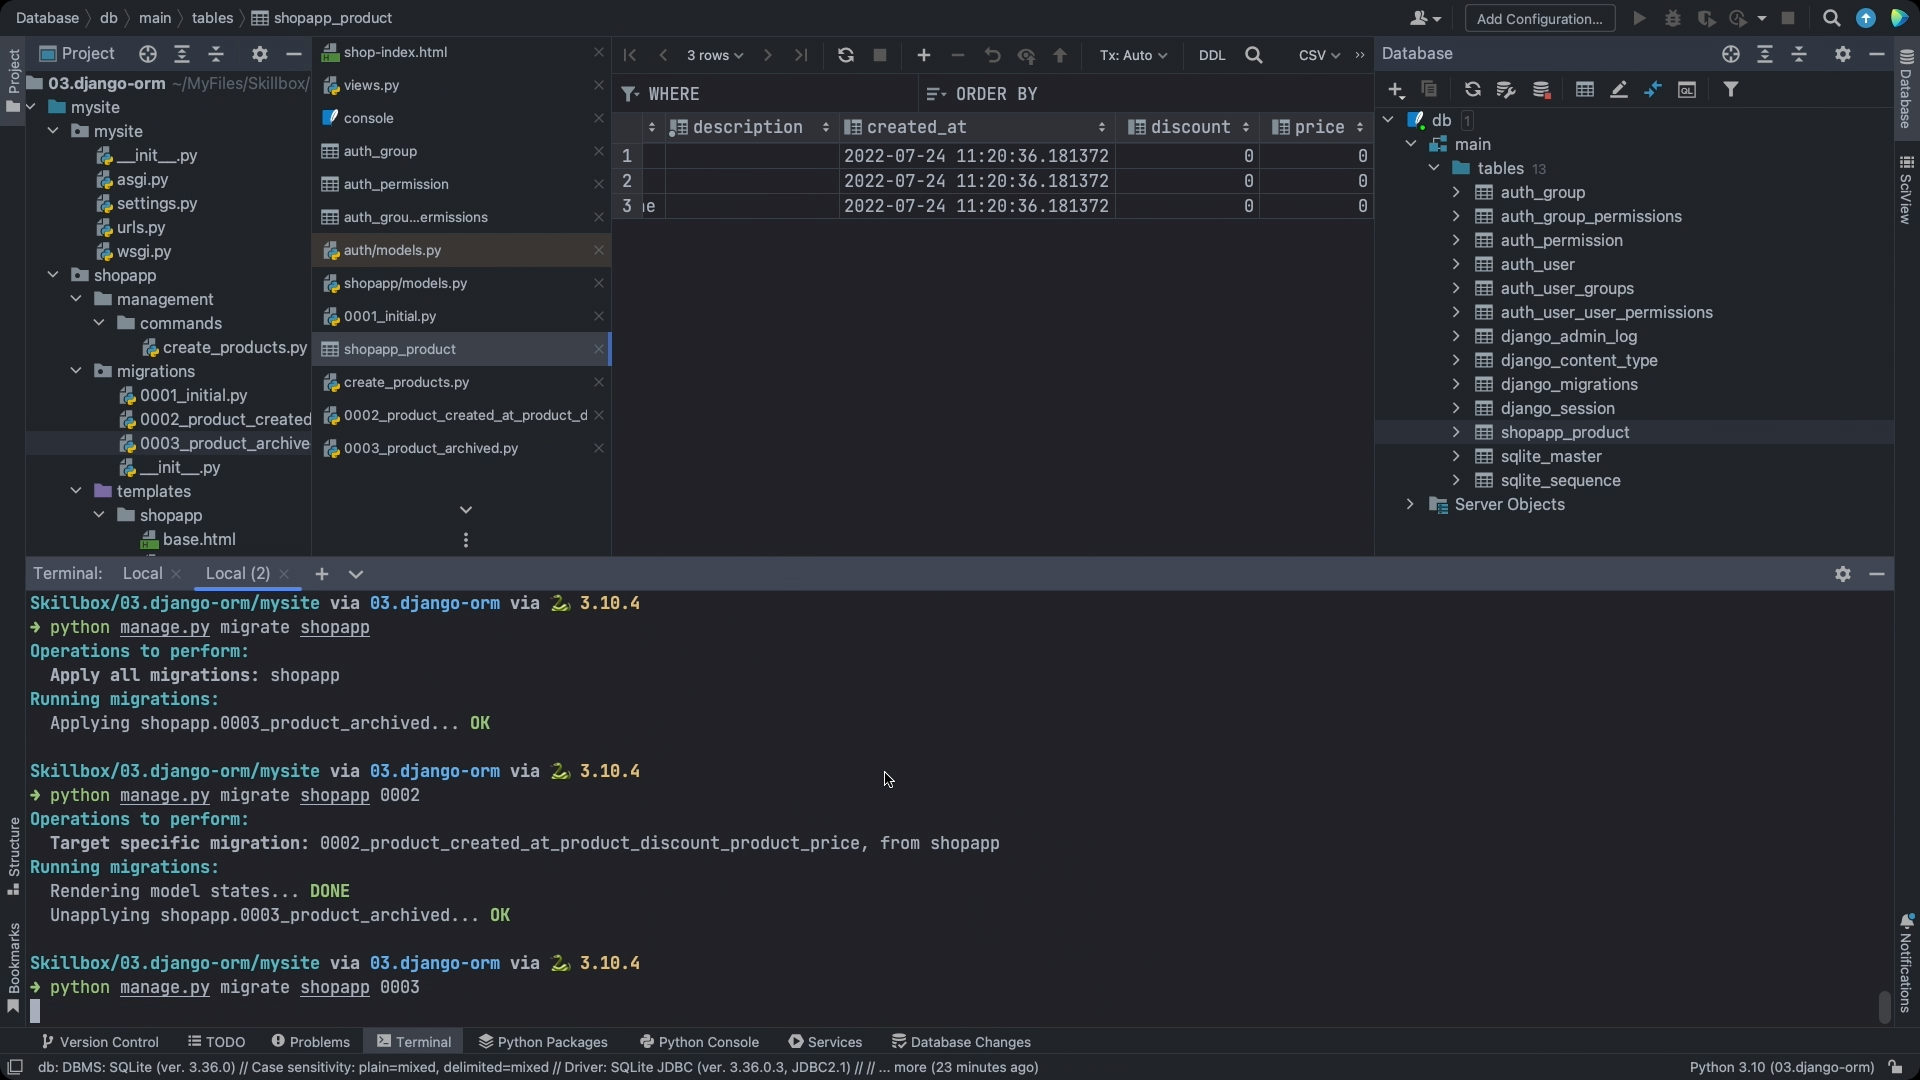 Database db main tables shopapp_product
Add Configuration...
Project
03.django-orm ~/MyFiles/Skillbox/
mysite
mysite
__init__.py
asgi.py
settings.py
urls.py
wsgi.py
shopapp
management
commands
create_products.py
migrations
0001_initial.py
0002_product_created
0003_product_archive
__init__.py
templates
shopapp
base.html
Project
Structure
Bookmarks
shop-index.html
views.py
console
auth_group
auth_permission
auth_grou...ermissions
auth/models.py
shopapp/models.py
0001_initial.py
shopapp_product
create_products.py
0002_product_created_at_product_d
0003_product_archived.py
3 rows Tx: Auto DDL CSV »
WHERE ORDER BY
description created_at discount price
1 2022-07-24 11:20:36.181372 0 0
2 2022-07-24 11:20:36.181372 0 0
3 ne 2022-07-24 11:20:36.181372 0 0
Database
QL
db 1
main
tables 13
auth_group
auth_group_permissions
auth_permission
auth_user
auth_user_groups
auth_user_user_permissions
django_admin_log
django_content_type
django_migrations
django_session
shopapp_product
sqlite_master
sqlite_sequence
Server Objects
Database
SciView
Notifications
Terminal: Local Local (2)
Skillbox/03.django-orm/mysite via 03.django-orm via 🐍 3.10.4
➜ python manage.py migrate shopapp
Operations to perform:
Apply all migrations: shopapp
Running migrations:
Applying shopapp.0003_product_archived... OK
Skillbox/03.django-orm/mysite via 03.django-orm via 🐍 3.10.4
➜ python manage.py migrate shopapp 0002
Operations to perform:
Target specific migration: 0002_product_created_at_product_discount_product_price, from shopapp
Running migrations:
Rendering model states... DONE
Unapplying shopapp.0003_product_archived... OK
Skillbox/03.django-orm/mysite via 03.django-orm via 🐍 3.10.4
➜ python manage.py migrate shopapp 0003
Version Control TODO Problems Terminal Python Packages Python Console Services Database Changes
db: DBMS: SQLite (ver. 3.36.0) // Case sensitivity: plain=mixed, delimited=mixed // Driver: SQLite JDBC (ver. 3.36.0.3, JDBC2.1) // // ... more (23 minutes ago) Python 3.10 (03.django-orm)